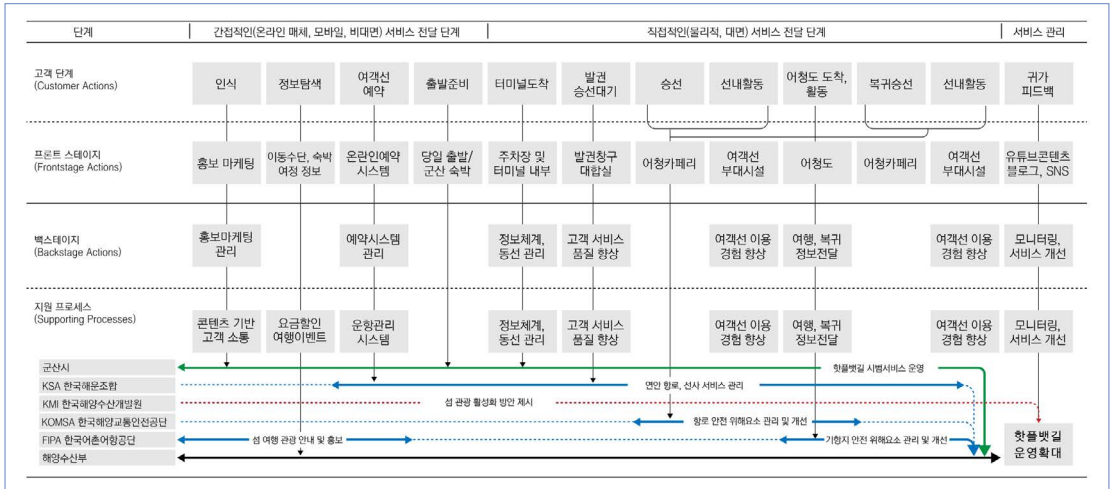 단계
간접적인(온라인 매체, 모바일, 비대면) 서비스 전달 단계
직접적인(물리적, 대면) 서비스 전달 단계
서비스 관리
고객 단계
(Customer Actions)
인식
정보탐색
여객선
예약
출발준비
터미널도착
발권
승선대기
승선
선내활동
어청도 도착,
활동
복귀승선
선내활동
귀가
피드백
프론트 스테이지
(Frontstage Actions)
홍보 마케팅
이동수단, 숙박
여정 정보
온란인예약
시스템
당일 출발/
군산 숙박
주차장 및
터미널 내부
발권창구
대합실
어청카페리
여객선
부대시설
어청도
어청카페리
여객선
부대시설
유튜브콘텐츠
블로그, SNS
백스테이지
(Backstage Actions)
홍보마케팅
관리
예약시스템
관리
정보체계,
동선 관리
고객 서비스
품질 향상
여객선 이용
경험 향상
여행, 복귀
정보전달
여객선 이용
경험 향상
모니터링,
서비스 개선
지원 프로세스
(Supporting Processes)
콘텐츠 기반
고객 소통
요금할인
여행이벤트
운항관리
시스템
정보체계,
동선 관리
고객 서비스
품질 향상
여객선 이용
경험 향상
여행, 복귀
정보전달
여객선 이용
경험 향상
모니터링,
서비스 개선
군산시
핫플뱃길 시범서비스 운영
KSA 한국해운조합
연안 항로, 선사 서비스 관리
KMI 한국해양수산개발원
섬 관광 활성화 방안 제시
KOMSA 한국해양교통안전공단
항로 안전 위해요소 관리 및 개선
FIPA 한국어촌어항공단
섬 여행 관광 안내 및 홍보
기항지 안전 위해요소 관리 및 개선
해양수산부
핫플뱃길
운영확대